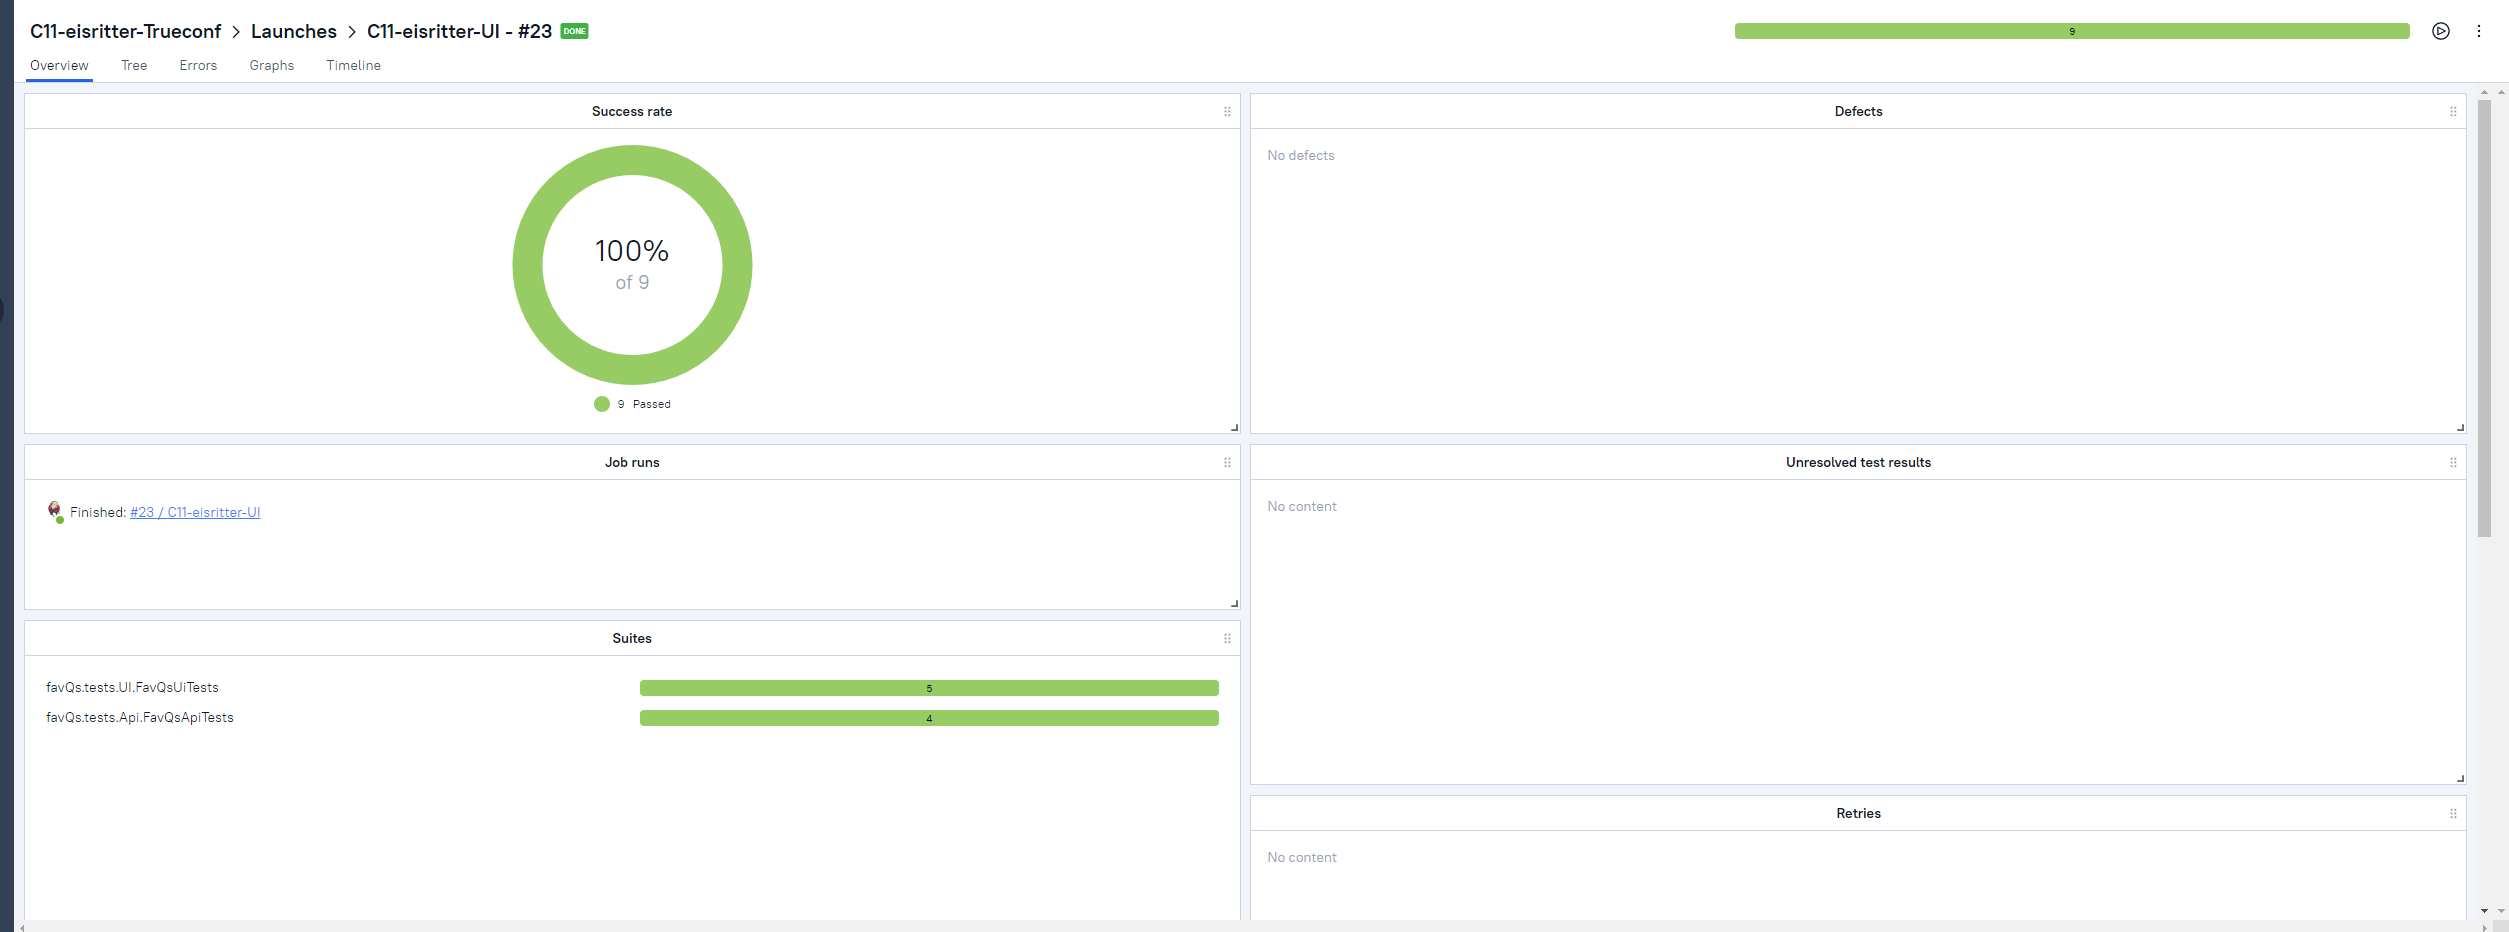 C11-eisritter-Trueconf > Launches > C11-eisritter-UI - #23 DONE
9
Overview Tree Errors Graphs Timeline
Success rate
100%
of 9
9 Passed
Defects
No defects
Job runs
Finished: #23 / C11-eisritter-UI
Unresolved test results
No content
Suites
favQs.tests.UI.FavQsUiTests 5
favQs.tests.Api.FavQsApiTests 4
Retries
No content